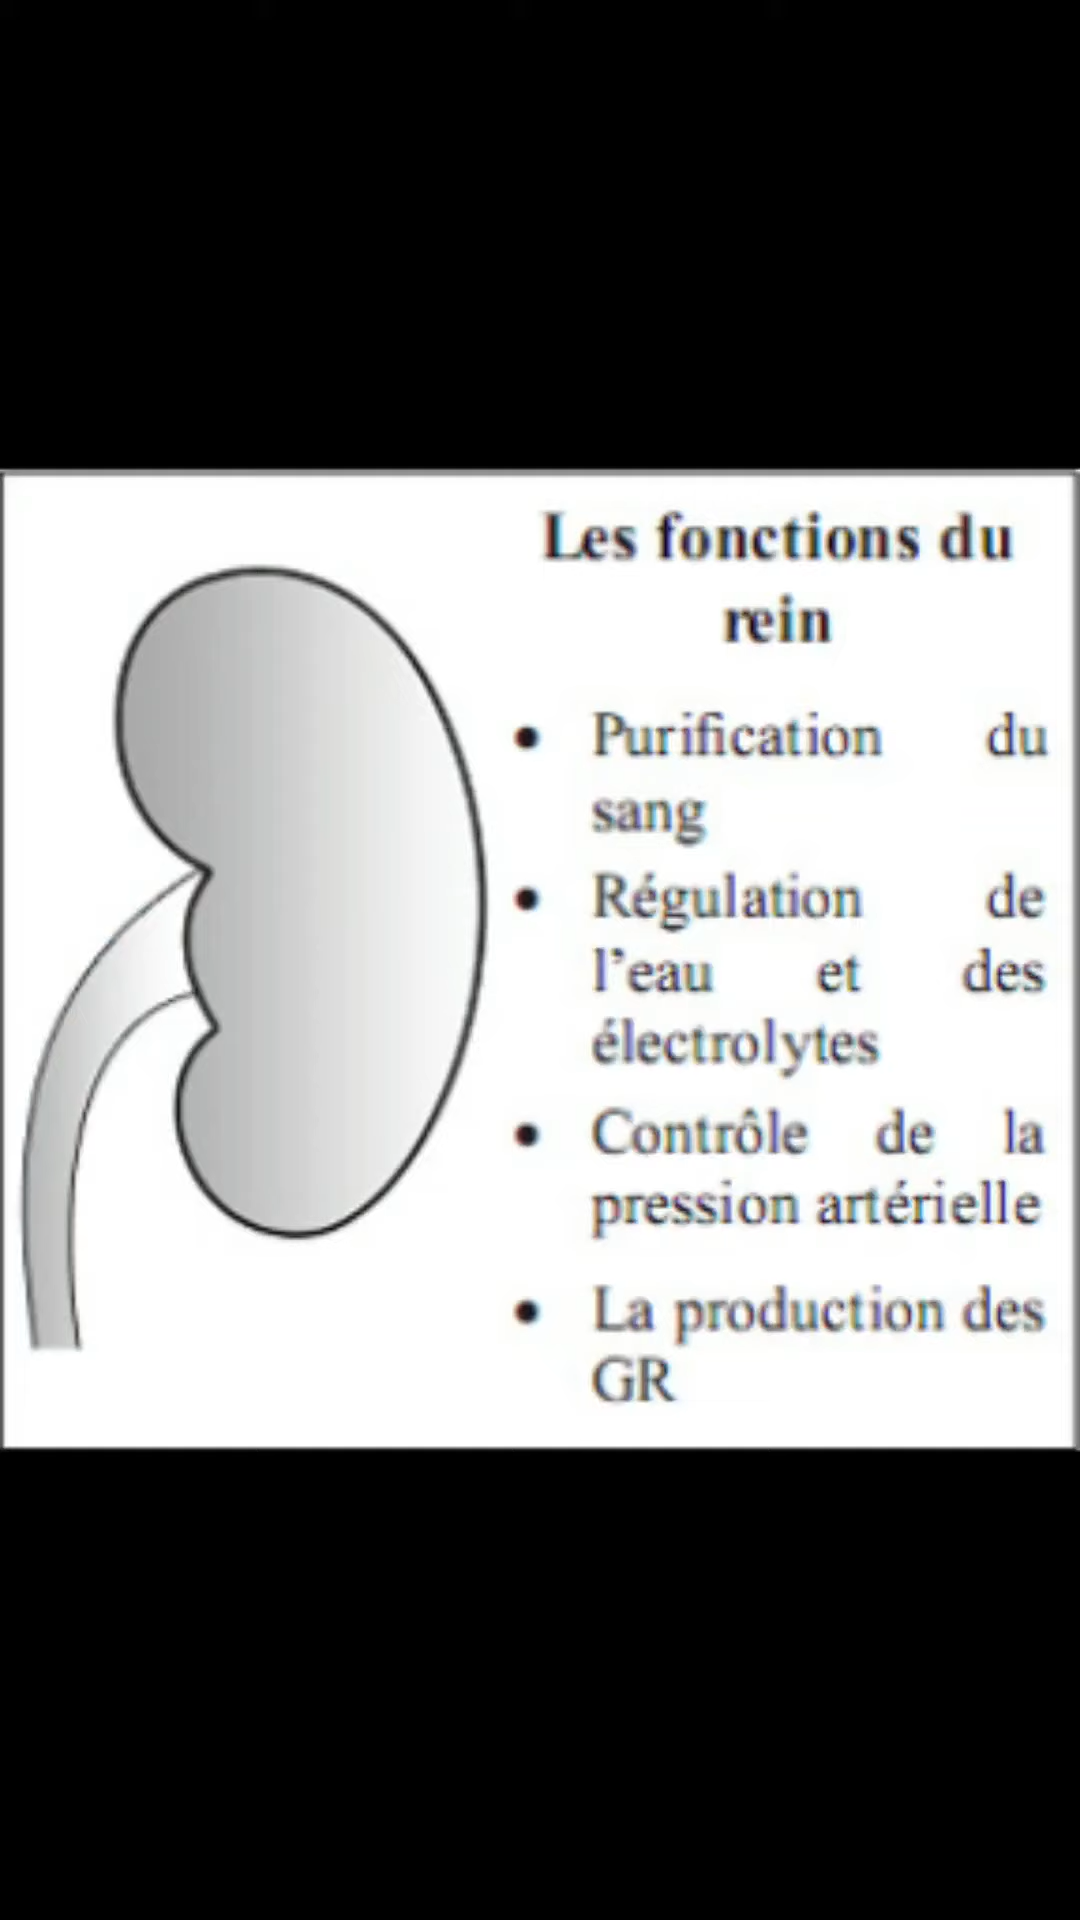 Les fonctions du
rein
• Purification du
sang
• Régulation de
l’eau et des
électrolytes
• Contrôle de la
pression artérielle
• La production des
GR